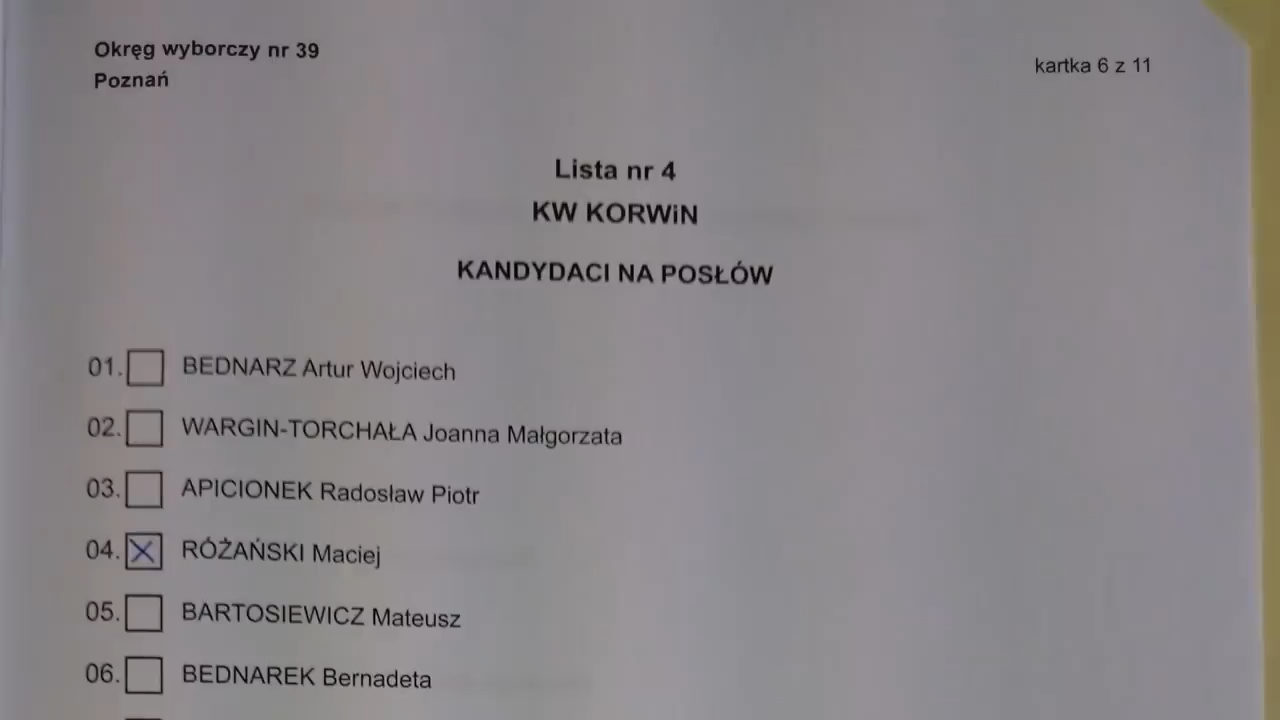 Okręg wyborczy nr 39
Poznań
kartka 6 z 11
Lista nr 4
KW KORWiN
KANDYDACI NA POSŁÓW
01. BEDNARZ Artur Wojciech
02. WARGIN-TORCHAŁA Joanna Małgorzata
03. APICIONEK Radosław Piotr
04. RÓŻAŃSKI Maciej
05. BARTOSIEWICZ Mateusz
06. BEDNAREK Bernadeta